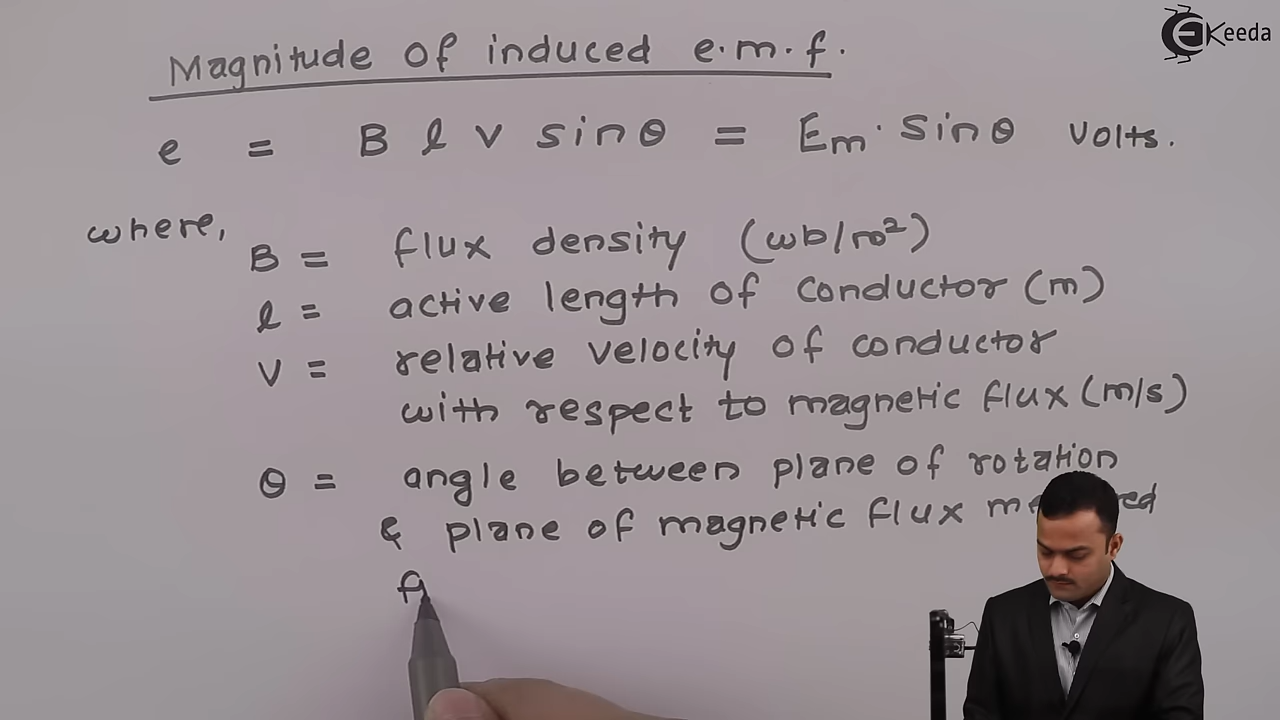 EKeeda
Magnitude of induced e.m.f.
e = B l v sinθ = Em. Sinθ volts.
where,
B = flux density (wb/m²)
l = active length of conductor (m)
v = relative velocity of conductor
with respect to magnetic flux (m/s)
θ = angle between plane of rotation
& plane of magnetic flux